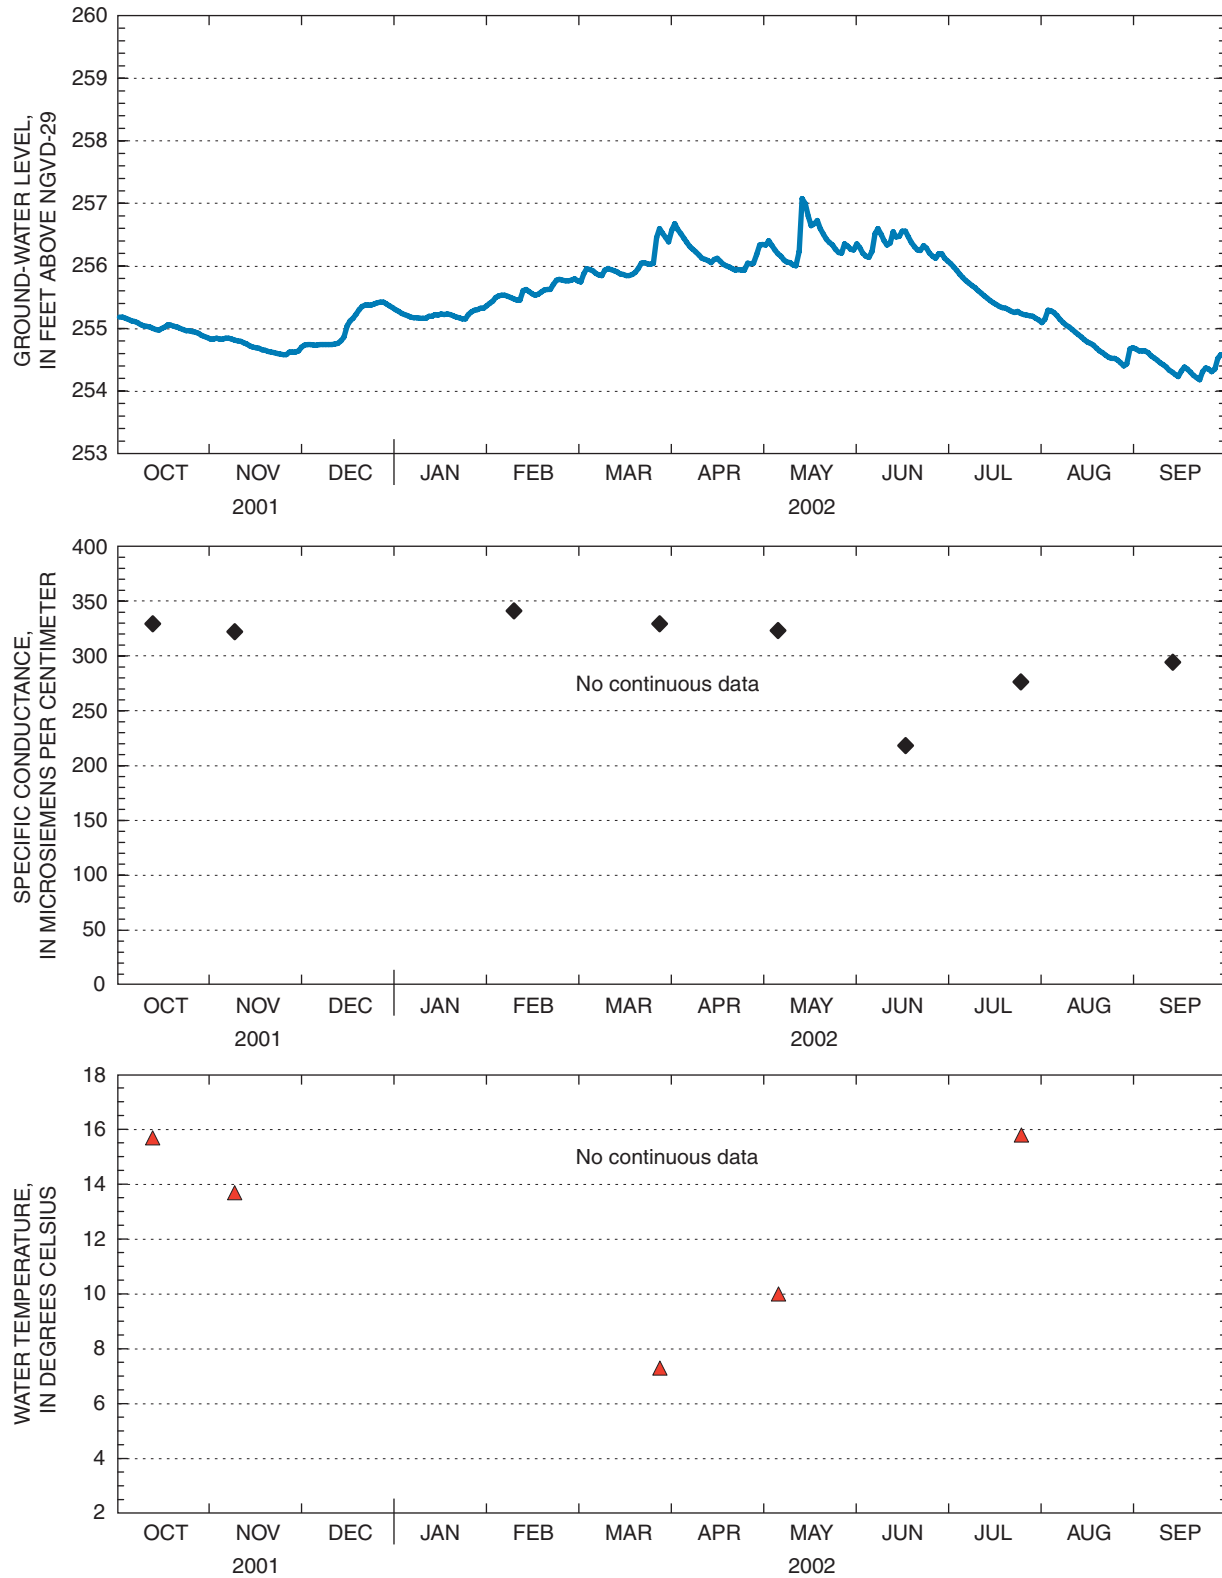 GROUND-WATER LEVEL,
IN FEET ABOVE NGVD-29
260
259
258
257
256
255
254
253
OCT NOV DEC JAN FEB MAR APR MAY JUN JUL AUG SEP
2001 2002
SPECIFIC CONDUCTANCE,
IN MICROSIEMENS PER CENTIMETER
400
350
300
No continuous data
250
200
150
100
50
0
OCT NOV DEC JAN FEB MAR APR MAY JUN JUL AUG SEP
2001 2002
WATER TEMPERATURE,
IN DEGREES CELSIUS
18
16
No continuous data
14
12
10
8
6
4
2
OCT NOV DEC JAN FEB MAR APR MAY JUN JUL AUG SEP
2001 2002